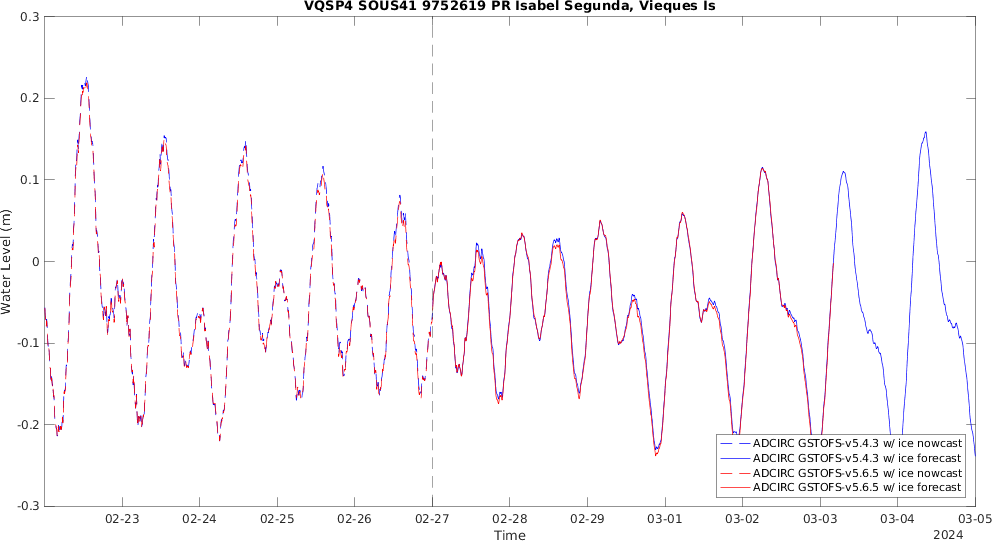 VQSP4 SOUS41 9752619 PR Isabel Segunda, Vieques Is
0.3
0.2
0.1
0
-0.1
-0.2
-0.3
Water Level (m)
ADCIRC GSTOFS-v5.4.3 w/ ice nowcast
ADCIRC GSTOFS-v5.4.3 w/ ice forecast
ADCIRC GSTOFS-v5.6.5 w/ ice nowcast
ADCIRC GSTOFS-v5.6.5 w/ ice forecast
02-23 02-24 02-25 02-26 02-27 02-28 02-29 03-01 03-02 03-03 03-04 03-05
Time
2024